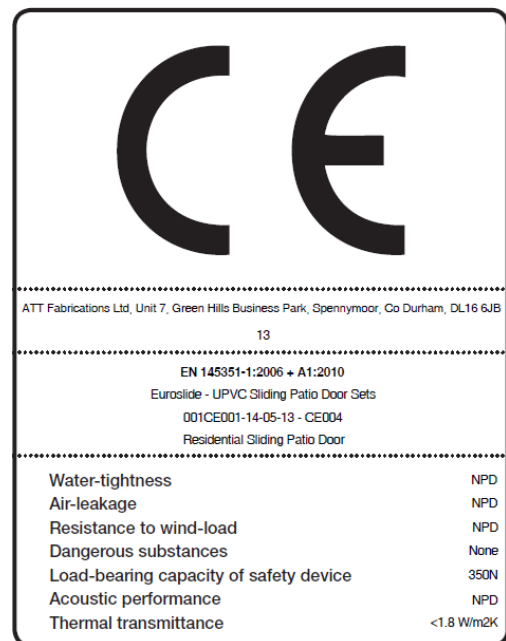 CE
ATT Fabrications Ltd, Unit 7, Green Hills Business Park, Spennymoor, Co Durham, DL16 6JB
13
EN 145351-1:2006 + A1:2010
Euroslide - UPVC Sliding Patio Door Sets
001CE001-14-05-13 - CE004
Residential Sliding Patio Door
Water-tightness NPD
Air-leakage NPD
Resistance to wind-load NPD
Dangerous substances None
Load-bearing capacity of safety device 350N
Acoustic performance NPD
Thermal transmittance <1.8 W/m2K